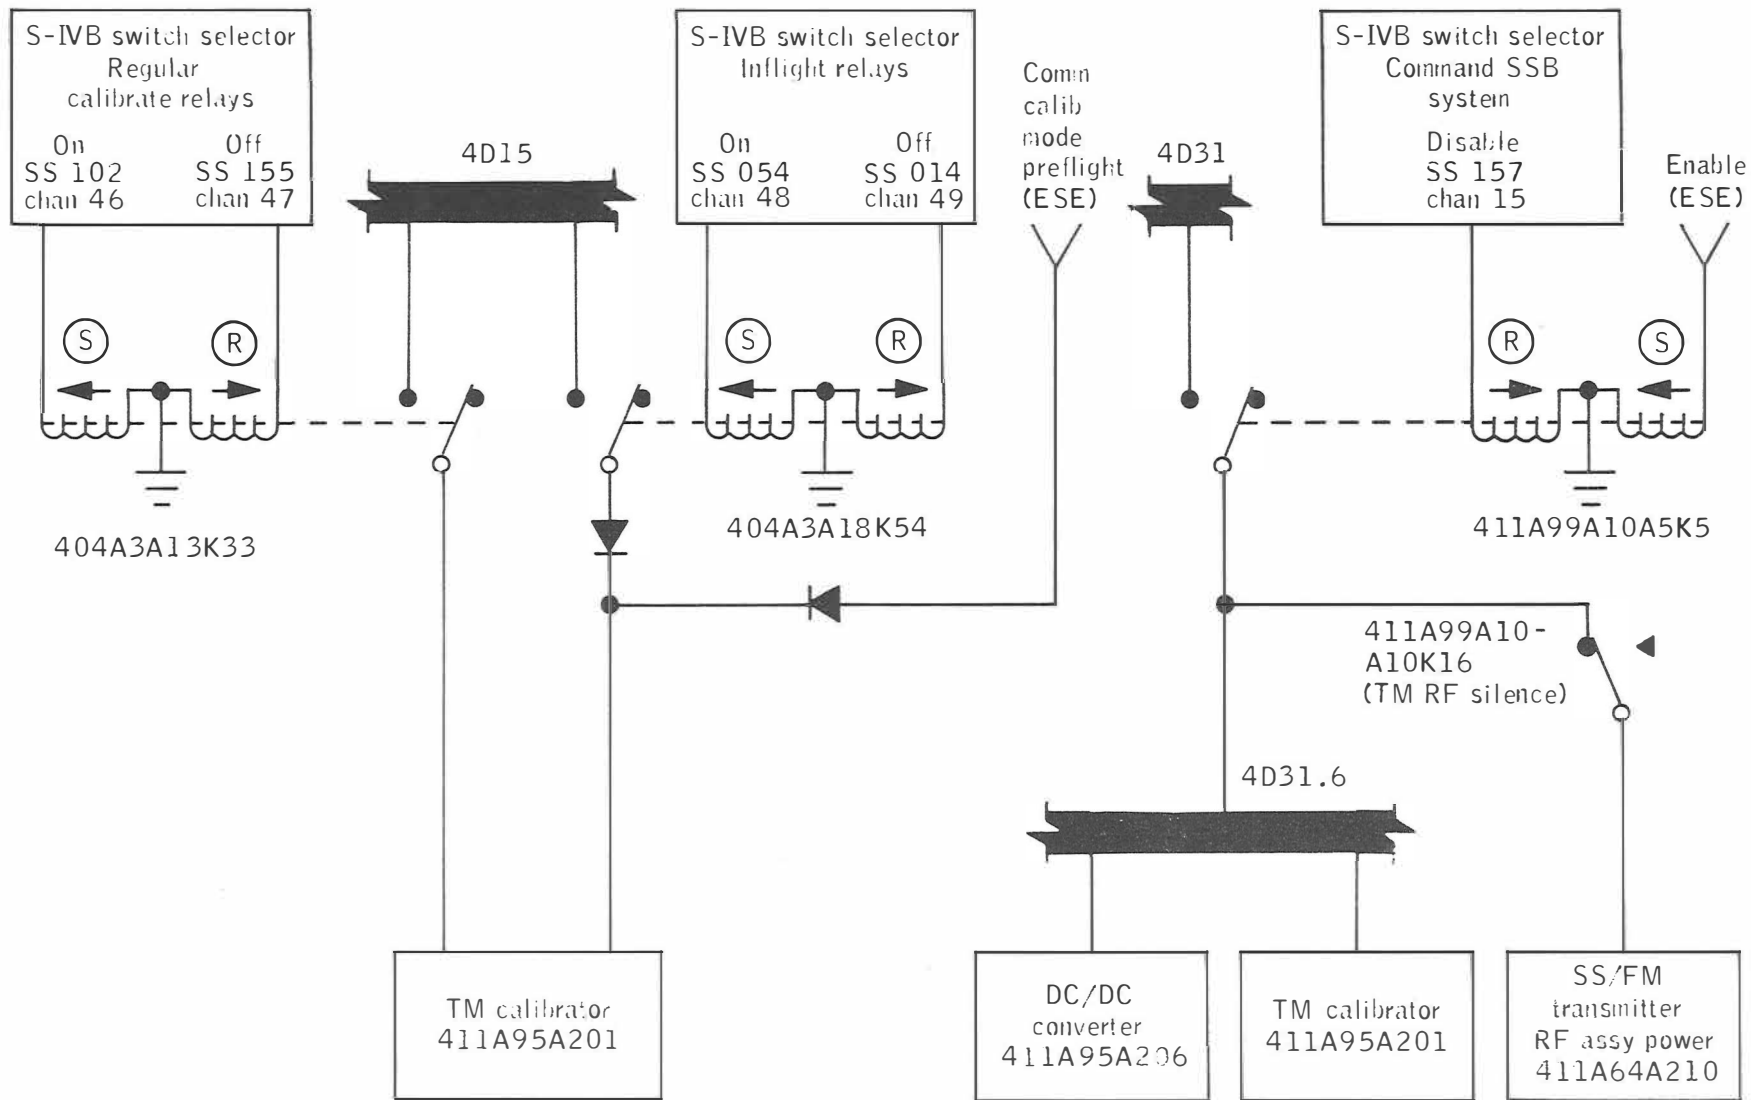 S-IVB switch selector
Regular
calibrate relays
On
SS 102
chan 46
Off
SS 155
chan 47
4D15
S-IVB switch selector
Inflight relays
On
SS 054
chan 48
Off
SS 014
chan 49
Comm
calib
mode
preflight
(ESE)
4D31
S-IVB switch selector
Command SSB
system
Disable
SS 157
chan 15
Enable
(ESE)
S
R
S
R
R
S
404A3A13K33
404A3A18K54
411A99A10A5K5
411A99A10-
A10K16
(TM RF silence)
4D31.6
TM calibrator
411A95A201
DC/DC
converter
411A95A206
TM calibrator
411A95A201
SS/FM
transmitter
RF assy power
411A64A210